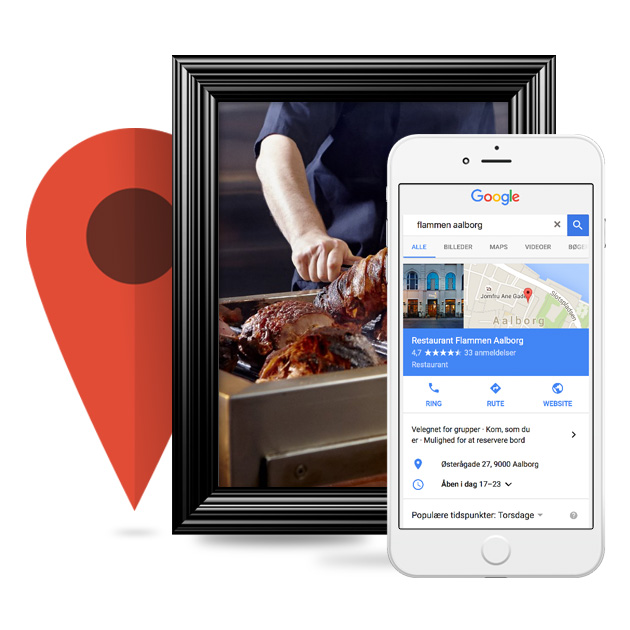 Google
flammen aalborg
ALLE BILLEDER MAPS VIDEOER
Jomfru Ane Gade
Slotspladsen
Aalborg
Restaurant Flammen Aalborg
4,7 ★★★★★ 33 anmeldelser
Restaurant
RING RUTE WEBSITE
Velegnet for grupper · Kom, som du
er · Mulighed for at reservere bord
Østerågade 27, 9000 Aalborg
Åben i dag 17–23
Populære tidspunkter: Torsdage